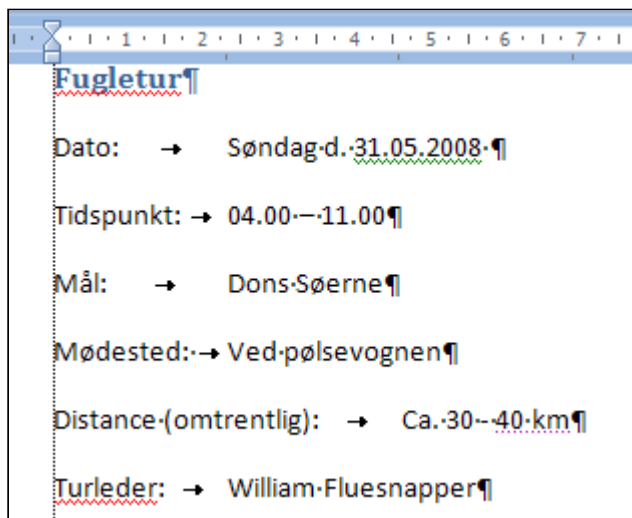 1 · 2 · 3 · 4 · 5 · 6 · 7
Fugletur¶
Dato: → Søndag·d.·31.05.2008·¶
Tidspunkt: → 04.00·–·11.00¶
Mål: → Dons·Søerne¶
Mødested:·→ Ved·pølsevognen¶
Distance·(omtrentlig): → Ca.·30·-·40·km¶
Turleder: → William·Fluesnapper¶